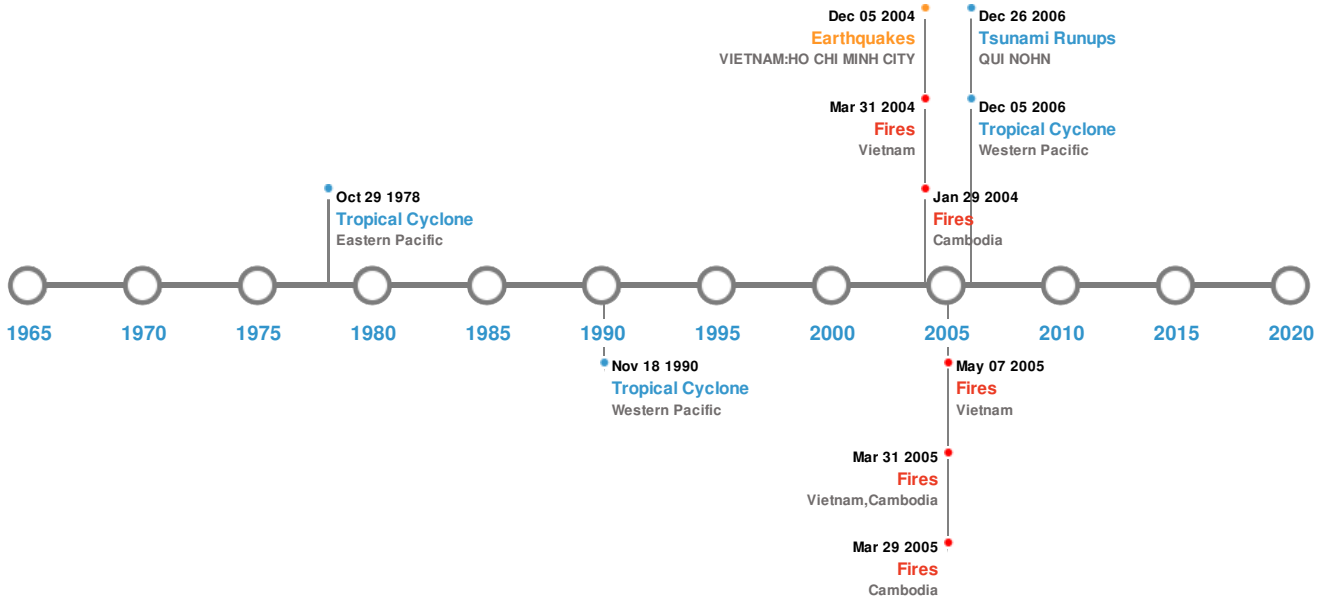 Dec 05 2004
Earthquakes
VIETNAM:HO CHI MINH CITY
Dec 26 2006
Tsunami Runups
QUI NOHN
Mar 31 2004
Fires
Vietnam
Dec 05 2006
Tropical Cyclone
Western Pacific
Oct 29 1978
Tropical Cyclone
Eastern Pacific
Jan 29 2004
Fires
Cambodia
1965 1970 1975 1980 1985 1990 1995 2000 2005 2010 2015 2020
Nov 18 1990
Tropical Cyclone
Western Pacific
May 07 2005
Fires
Vietnam
Mar 31 2005
Fires
Vietnam,Cambodia
Mar 29 2005
Fires
Cambodia